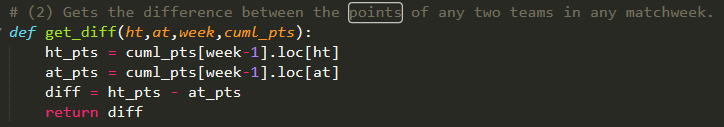 # (2) Gets the difference between the points of any two teams in any matchweek.
def get_diff(ht,at,week,cuml_pts):
    ht_pts = cuml_pts[week-1].loc[ht]
    at_pts = cuml_pts[week-1].loc[at]
    diff = ht_pts - at_pts
    return diff